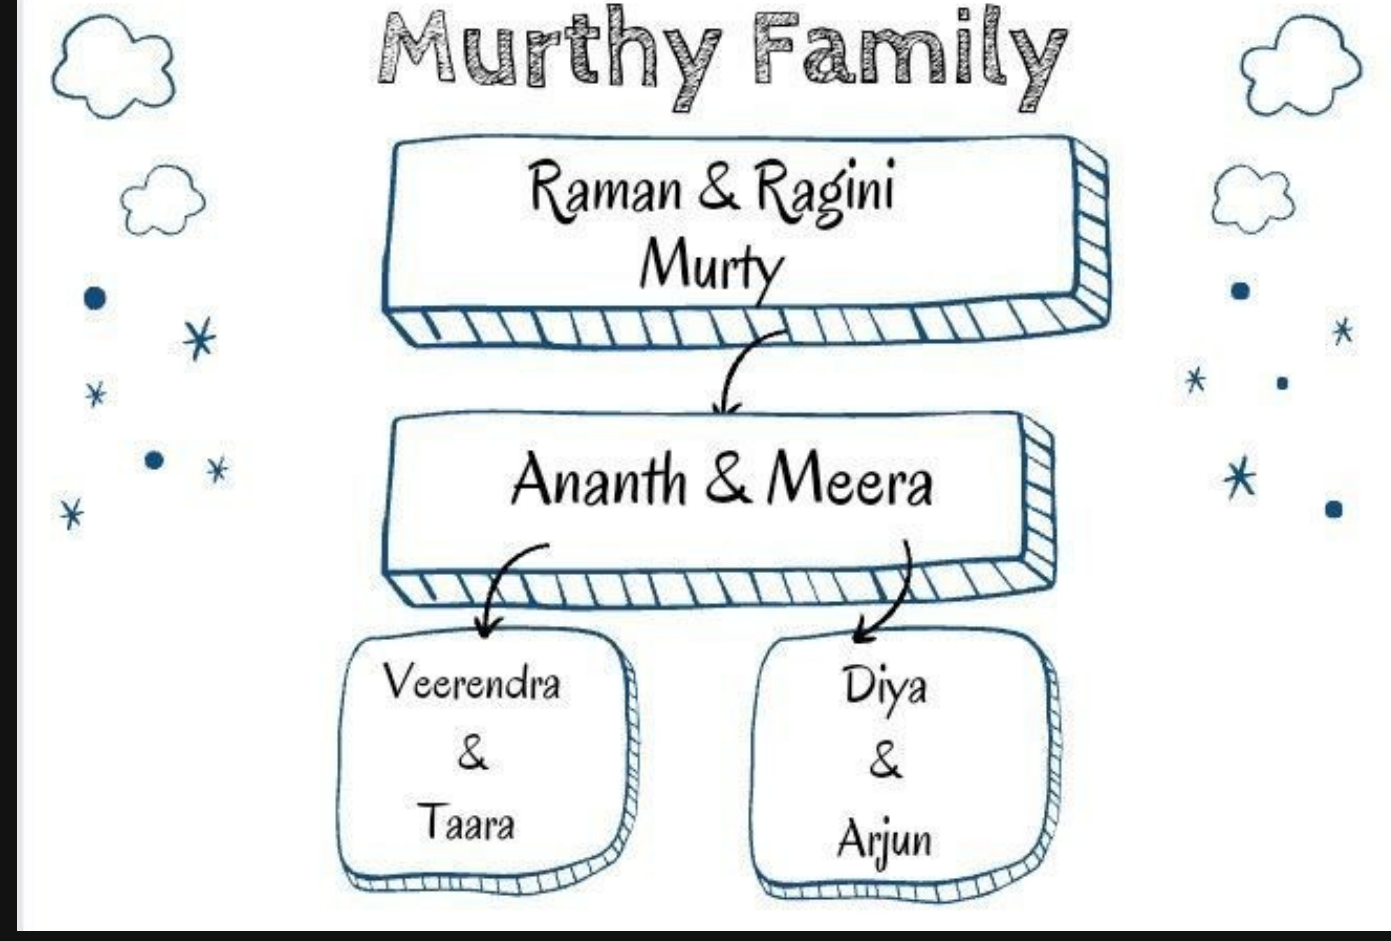 Murthy Family
Raman & Ragini
Murty
Ananth & Meera
Veerendra
&
Taara
Diya
&
Arjun